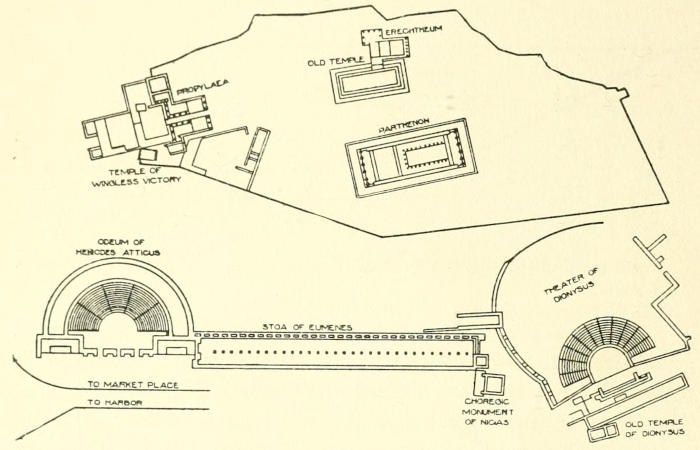 ERECHTHEUM
OLD TEMPLE
PROPYLAEA
PARTHENON
TEMPLE OF
WINGLESS VICTORY
ODEUM OF
HERODES ATTICUS
THEATER OF
DIONYSUS
STOA OF EUMENES
TO MARKET PLACE
TO HARBOR
CHOREGIC
MONUMENT
OF NICIAS
OLD TEMPLE
OF DIONYSUS